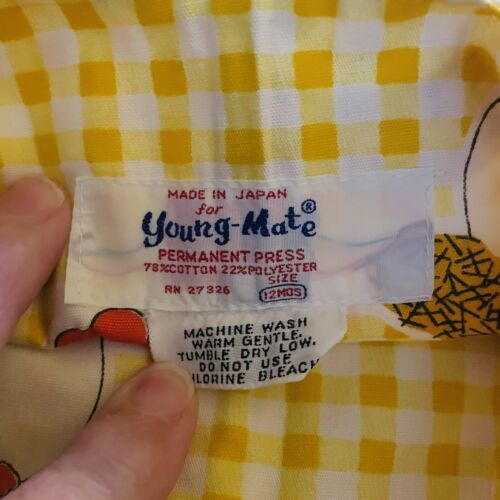 MADE IN JAPAN
for
Young-Mate®
PERMANENT PRESS
78%COTTON 22%POLYESTER
SIZE
RN 27326 12MOS
MACHINE WASH
WARM GENTLE.
TUMBLE DRY LOW.
DO NOT USE
CHLORINE BLEACH